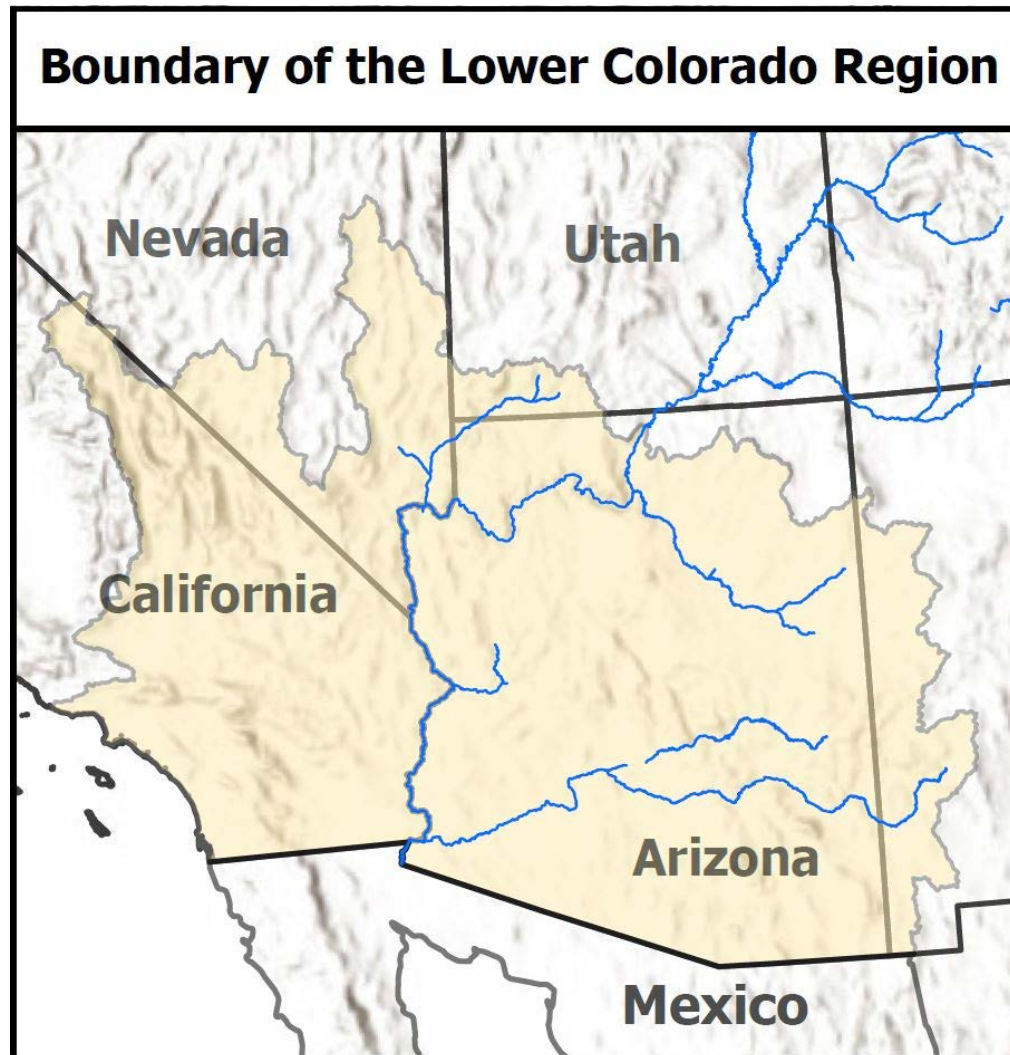 Boundary of the Lower Colorado Region
Nevada
Utah
California
Arizona
Mexico